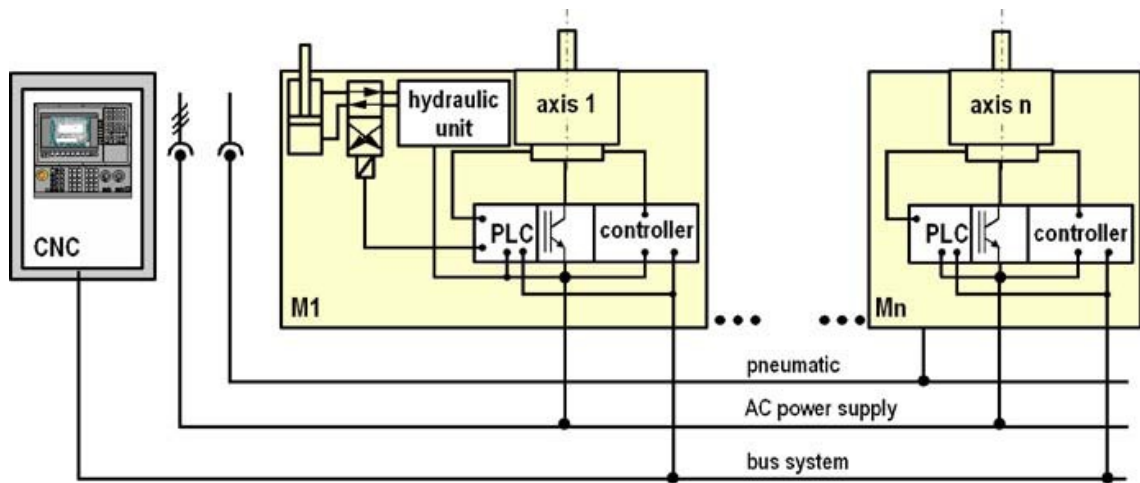 CNC
hydraulic
unit
axis 1
PLC
controller
M1
axis n
PLC
controller
Mn
pneumatic
AC power supply
bus system